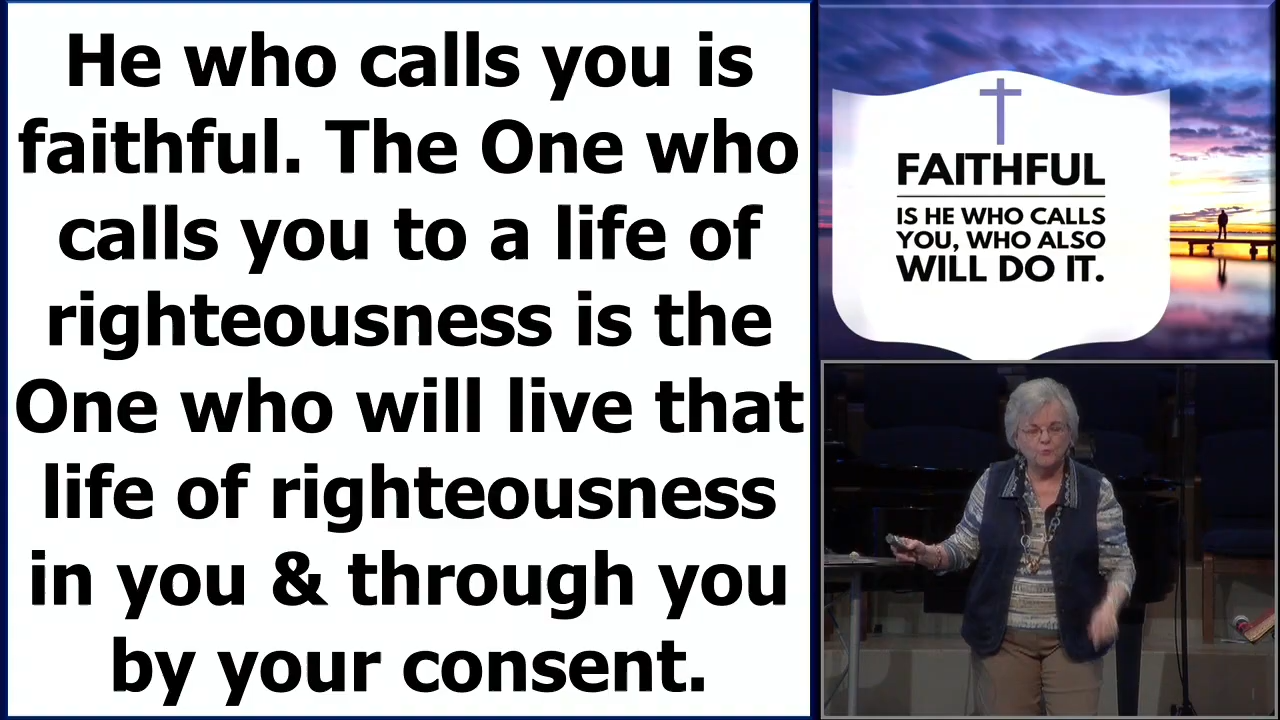 He who calls you is
faithful. The One who
calls you to a life of
righteousness is the
One who will live that
life of righteousness
in you & through you
by your consent.
FAITHFUL
IS HE WHO CALLS
YOU, WHO ALSO
WILL DO IT.